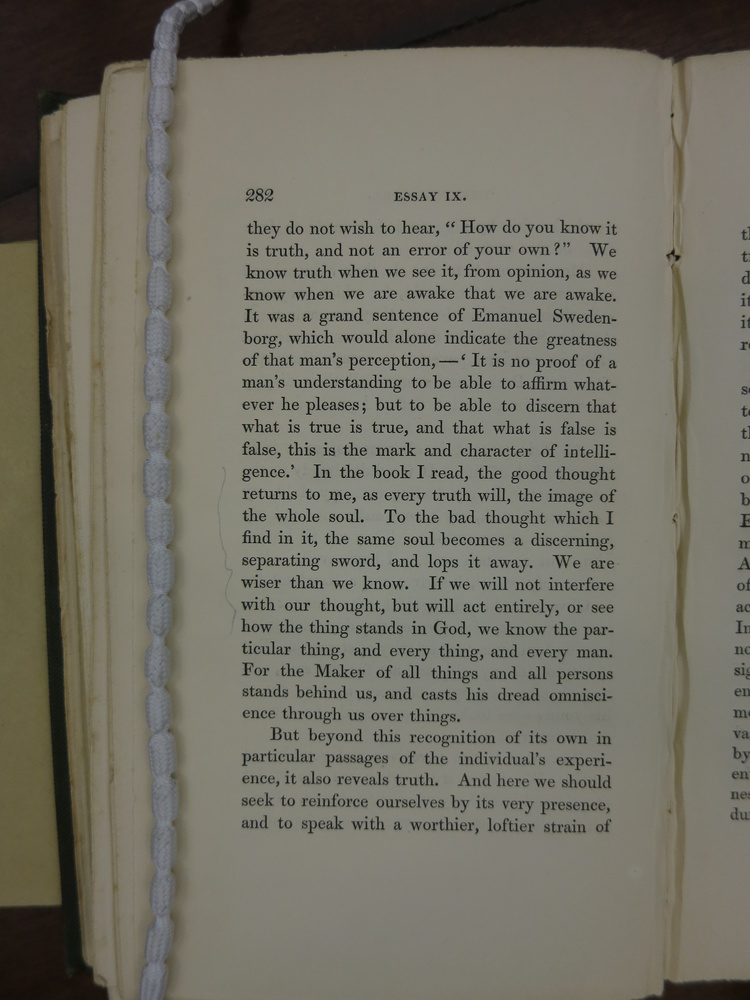 282
ESSAY IX.
they do not wish to hear, “ How do you know it
is truth, and not an error of your own ? ” We
know truth when we see it, from opinion, as we
know when we are awake that we are awake.
It was a grand sentence of Emanuel Sweden-
borg, which would alone indicate the greatness
of that man's perception, — ‘ It is no proof of a
man's understanding to be able to affirm what-
ever he pleases ; but to be able to discern that
what is true is true, and that what is false is
false, this is the mark and character of intelli-
gence.’ In the book I read, the good thought
returns to me, as every truth will, the image of
the whole soul. To the bad thought which I
find in it, the same soul becomes a discerning,
separating sword, and lops it away. We are
wiser than we know. If we will not interfere
with our thought, but will act entirely, or see
how the thing stands in God, we know the par-
ticular thing, and every thing, and every man.
For the Maker of all things and all persons
stands behind us, and casts his dread omnisci-
ence through us over things.
But beyond this recognition of its own in
particular passages of the individual's experi-
ence, it also reveals truth. And here we should
seek to reinforce ourselves by its very presence,
and to speak with a worthier, loftier strain of